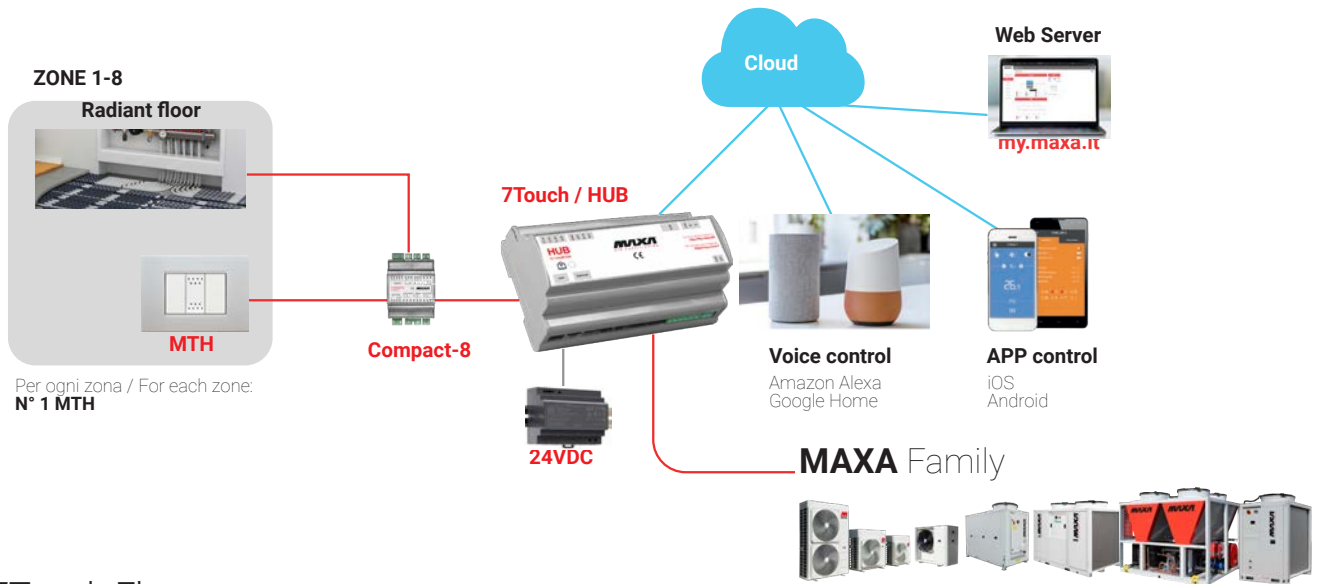 ZONE 1-8
Radiant floor
MTH
Per ogni zona / For each zone:
N° 1 MTH
Compact-8
7Touch / HUB
HUB
MAXA
CE
24VDC
Cloud
Web Server
my.maxa.it
Voice control
Amazon Alexa
Google Home
APP control
iOS
Android
MAXA Family